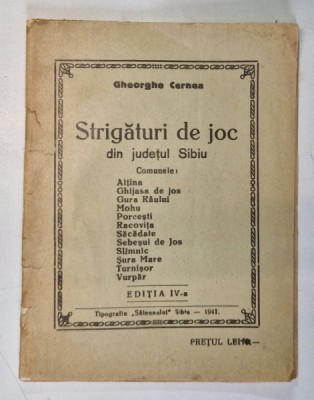 Gheorghe Cernea
Strigături de joc
din județul Sibiu
Comunele:
Alțina
Ghijasa de jos
Gura Râului
Mohu
Porcești
Racovița
Săcădate
Sebeșul de Jos
Slimnic
Șura Mare
Turnișor
Vurpăr
EDIȚIA IV-a
Tipografia Sibiu — 1941.
PREȚUL LEI